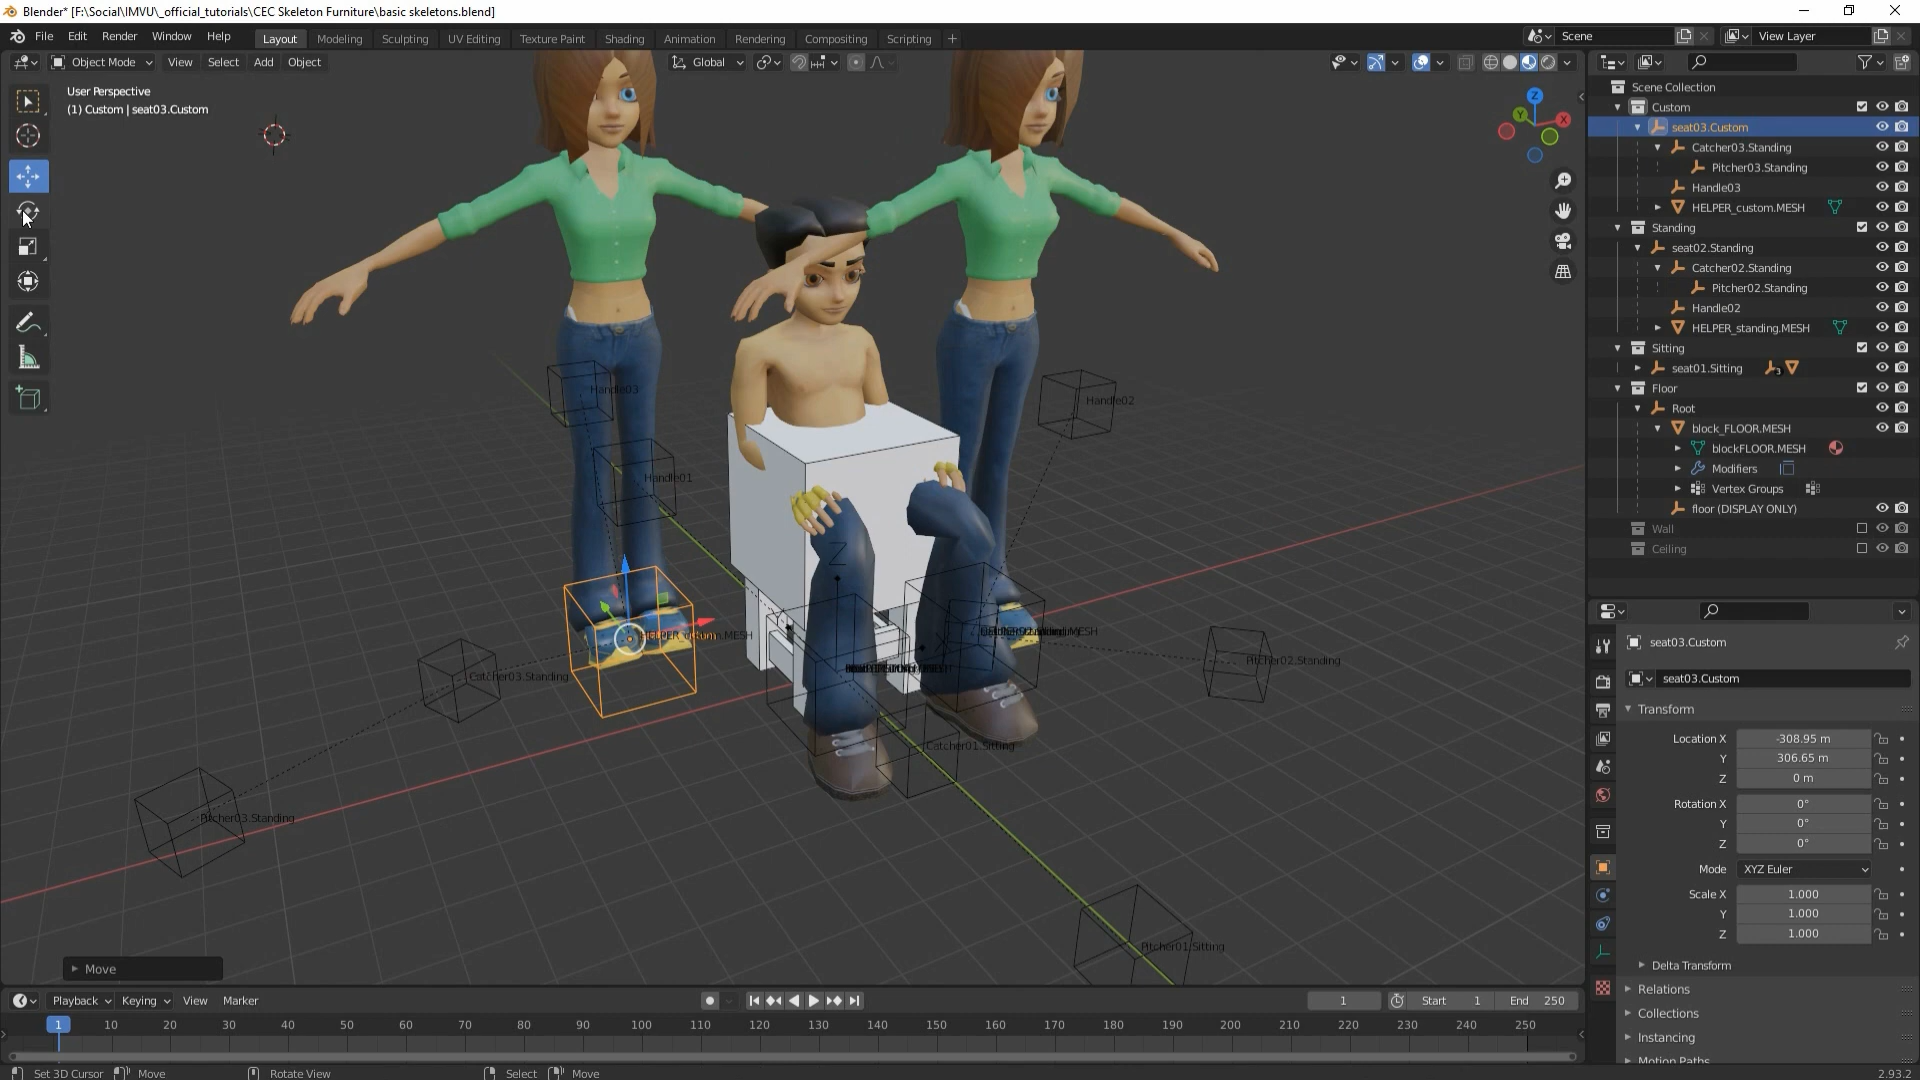 Blender* [F:\Social\IMVU\_official_tutorials\CEC Skeleton Furniture\basic skeletons.blend]
File Edit Render Window Help Layout Modeling Sculpting UV Editing Texture Paint Shading Animation Rendering Compositing Scripting + Scene View Layer
Object Mode View Select Add Object Global
User Perspective
(1) Custom | seat03.Custom
Z
Y
X
Handle03
Handle02
Handle01
Z
Catcher03.Standing
Pitcher02.Standing
Catcher01.Sitting
Pitcher03.Standing
Pitcher01.Sitting
Move
Scene Collection
Custom
seat03.Custom
Catcher03.Standing
Pitcher03.Standing
Handle03
HELPER_custom.MESH
Standing
seat02.Standing
Catcher02.Standing
Pitcher02.Standing
Handle02
HELPER_standing.MESH
Sitting
seat01.Sitting 3
Floor
Root
block_FLOOR.MESH
blockFLOOR.MESH
Modifiers
Vertex Groups
floor (DISPLAY ONLY)
Wall
Ceiling
seat03.Custom
seat03.Custom
Transform
Location X -308.95 m
Y 306.65 m
Z 0 m
Rotation X 0°
Y 0°
Z 0°
Mode XYZ Euler
Scale X 1.000
Y 1.000
Z 1.000
Delta Transform
Relations
Collections
Instancing
Motion Paths
Playback Keying View Marker 1 Start 1 End 250
1 10 20 30 40 50 60 70 80 90 100 110 120 130 140 150 160 170 180 190 200 210 220 230 240 250
Set 3D Cursor Move Rotate View Select Move 2.93.2